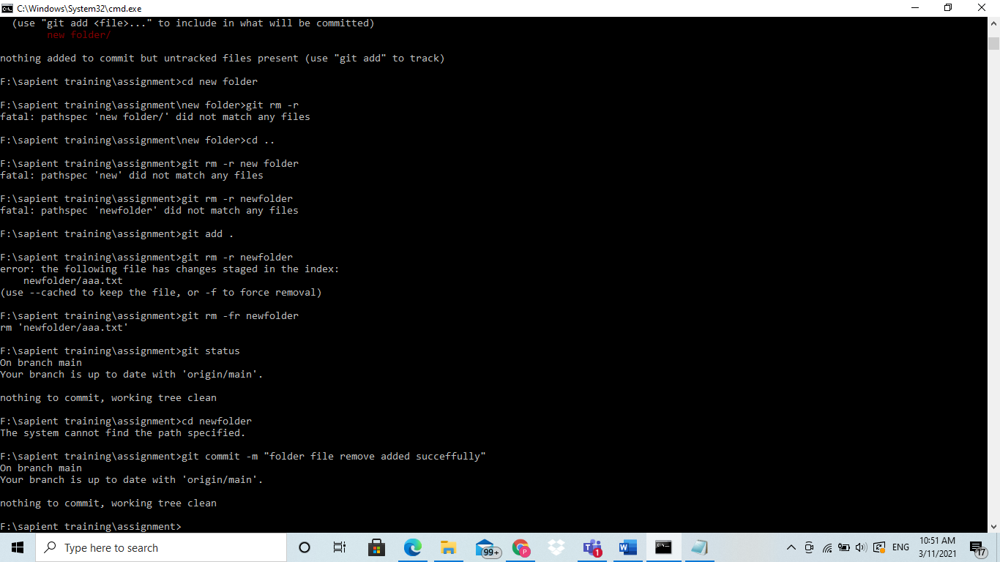 C:\Windows\System32\cmd.exe
(use "git add <file>..." to include in what will be committed)
new folder/
nothing added to commit but untracked files present (use "git add" to track)
F:\sapient training\assignment>cd new folder
F:\sapient training\assignment\new folder>git rm -r
fatal: pathspec 'new folder/' did not match any files
F:\sapient training\assignment\new folder>cd ..
F:\sapient training\assignment>git rm -r new folder
fatal: pathspec 'new' did not match any files
F:\sapient training\assignment>git rm -r newfolder
fatal: pathspec 'newfolder' did not match any files
F:\sapient training\assignment>git add .
F:\sapient training\assignment>git rm -r newfolder
error: the following file has changes staged in the index:
newfolder/aaa.txt
(use --cached to keep the file, or -f to force removal)
F:\sapient training\assignment>git rm -fr newfolder
rm 'newfolder/aaa.txt'
F:\sapient training\assignment>git status
On branch main
Your branch is up to date with 'origin/main'.
nothing to commit, working tree clean
F:\sapient training\assignment>cd newfolder
The system cannot find the path specified.
F:\sapient training\assignment>git commit -m "folder file remove added succeffully"
On branch main
Your branch is up to date with 'origin/main'.
nothing to commit, working tree clean
F:\sapient training\assignment>
Type here to search
99+
P
1
ENG
10:51 AM
3/11/2021
17